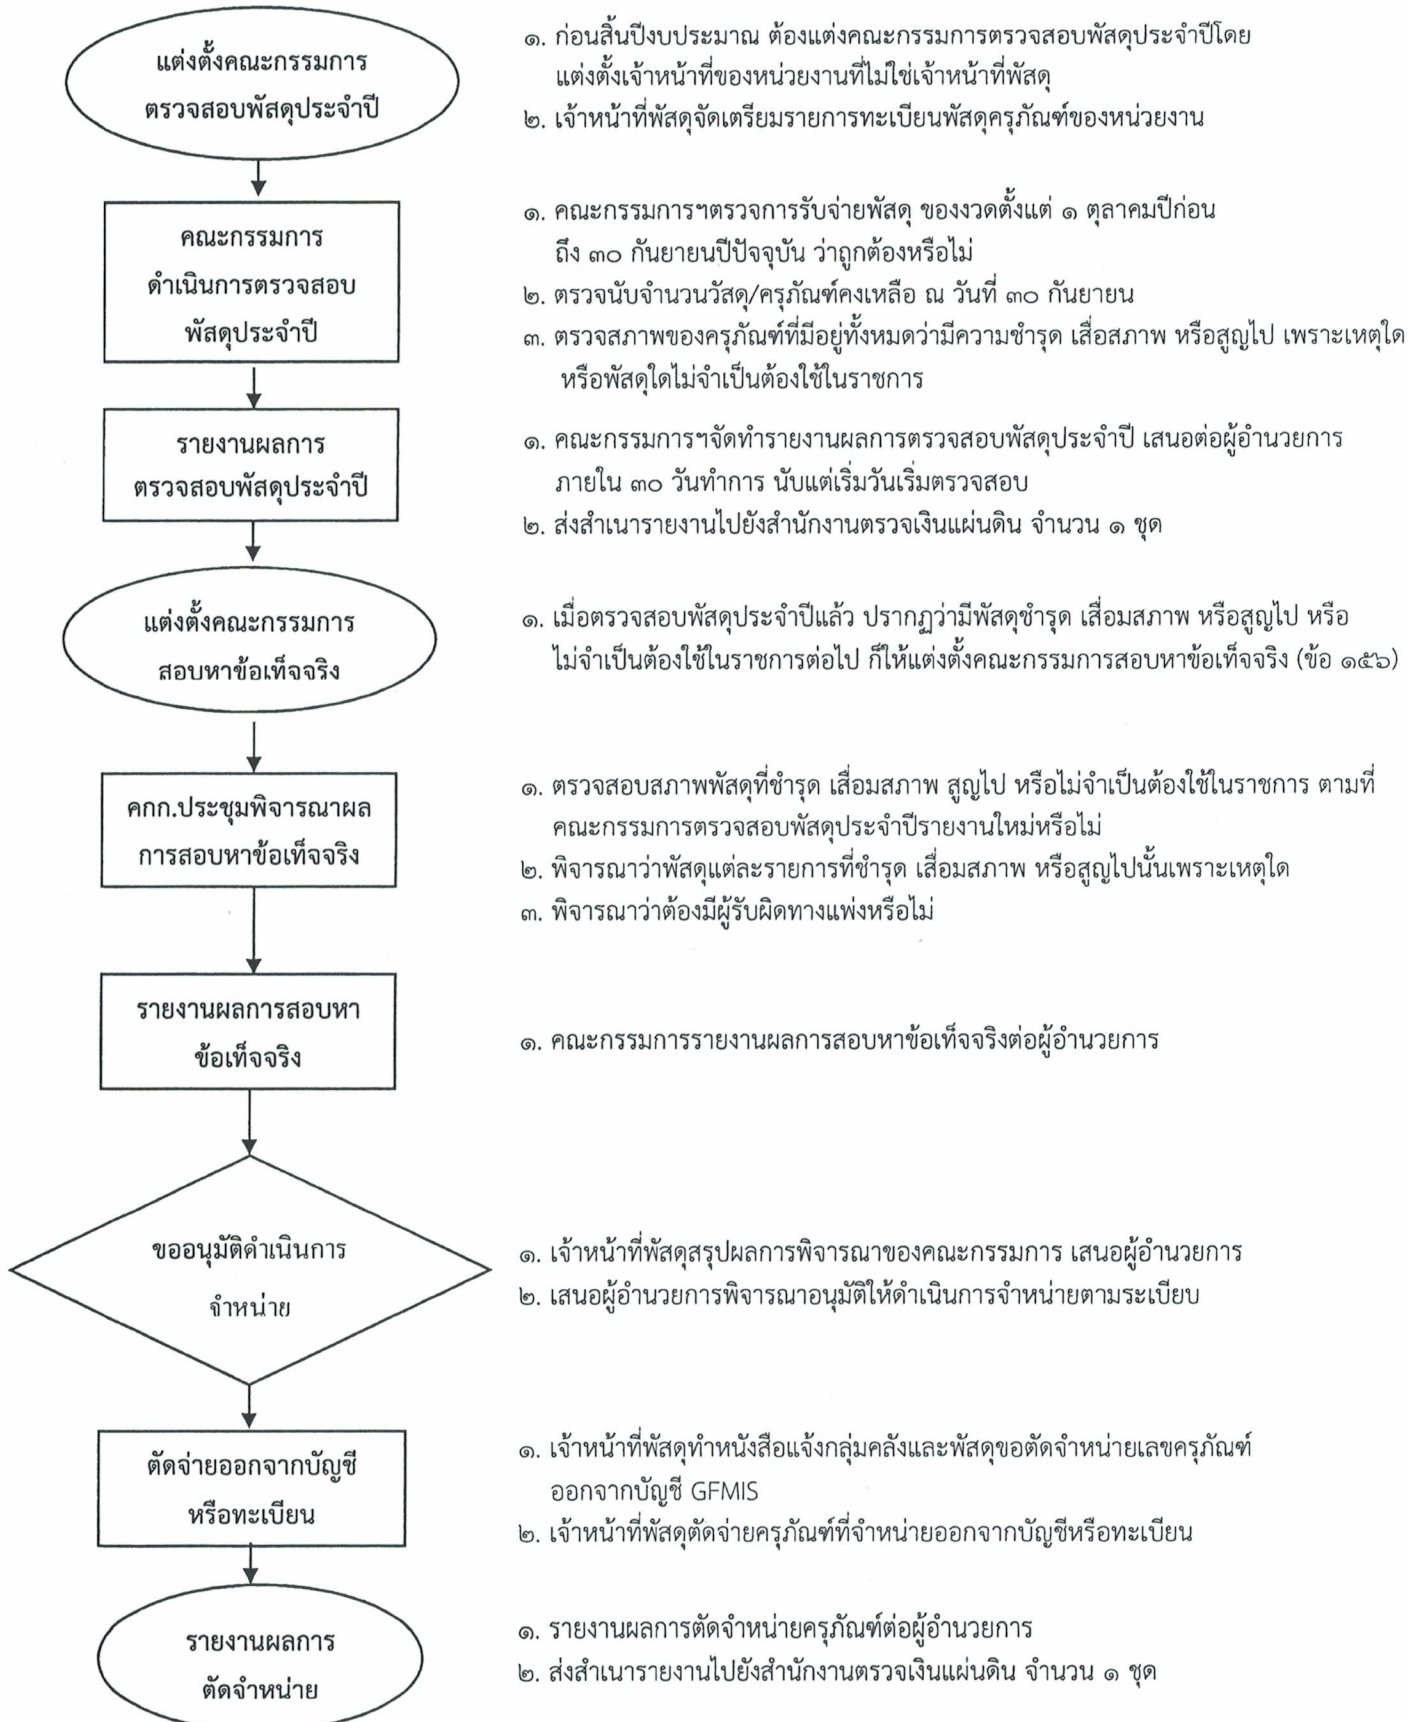 แต่งตั้งคณะกรรมการ
ตรวจสอบพัสดุประจำปี
๑. ก่อนสิ้นปีงบประมาณ ต้องแต่งคณะกรรมการตรวจสอบพัสดุประจำปีโดย
แต่งตั้งเจ้าหน้าที่ของหน่วยงานที่ไม่ใช่เจ้าหน้าที่พัสดุ
๒. เจ้าหน้าที่พัสดุจัดเตรียมรายการทะเบียนพัสดุครุภัณฑ์ของหน่วยงาน
คณะกรรมการ
ดำเนินการตรวจสอบ
พัสดุประจำปี
๑. คณะกรรมการฯตรวจการรับจ่ายพัสดุ ของงวดตั้งแต่ ๑ ตุลาคมปีก่อน
ถึง ๓๐ กันยายนปีปัจจุบัน ว่าถูกต้องหรือไม่
๒. ตรวจนับจำนวนวัสดุ/ครุภัณฑ์คงเหลือ ณ วันที่ ๓๐ กันยายน
๓. ตรวจสภาพของครุภัณฑ์ที่มีอยู่ทั้งหมดว่ามีความชำรุด เสื่อสภาพ หรือสูญไป เพราะเหตุใด
หรือพัสดุใดไม่จำเป็นต้องใช้ในราชการ
รายงานผลการ
ตรวจสอบพัสดุประจำปี
๑. คณะกรรมการฯจัดทำรายงานผลการตรวจสอบพัสดุประจำปี เสนอต่อผู้อำนวยการ
ภายใน ๓๐ วันทำการ นับแต่เริ่มวันเริ่มตรวจสอบ
๒. ส่งสำเนารายงานไปยังสำนักงานตรวจเงินแผ่นดิน จำนวน ๑ ชุด
แต่งตั้งคณะกรรมการ
สอบหาข้อเท็จจริง
๑. เมื่อตรวจสอบพัสดุประจำปีแล้ว ปรากฏว่ามีพัสดุชำรุด เสื่อมสภาพ หรือสูญไป หรือ
ไม่จำเป็นต้องใช้ในราชการต่อไป ก็ให้แต่งตั้งคณะกรรมการสอบหาข้อเท็จจริง (ข้อ ๑๕๖)
คกก.ประชุมพิจารณาผล
การสอบหาข้อเท็จจริง
๑. ตรวจสอบสภาพพัสดุที่ชำรุด เสื่อมสภาพ สูญไป หรือไม่จำเป็นต้องใช้ในราชการ ตามที่
คณะกรรมการตรวจสอบพัสดุประจำปีรายงานใหม่หรือไม่
๒. พิจารณาว่าพัสดุแต่ละรายการที่ชำรุด เสื่อมสภาพ หรือสูญไปนั้นเพราะเหตุใด
๓. พิจารณาว่าต้องมีผู้รับผิดทางแพ่งหรือไม่
รายงานผลการสอบหา
ข้อเท็จจริง
๑. คณะกรรมการรายงานผลการสอบหาข้อเท็จจริงต่อผู้อำนวยการ
ขออนุมัติดำเนินการ
จำหน่าย
๑. เจ้าหน้าที่พัสดุสรุปผลการพิจารณาของคณะกรรมการ เสนอผู้อำนวยการ
๒. เสนอผู้อำนวยการพิจารณาอนุมัติให้ดำเนินการจำหน่ายตามระเบียบ
ตัดจ่ายออกจากบัญชี
หรือทะเบียน
๑. เจ้าหน้าที่พัสดุทำหนังสือแจ้งกลุ่มคลังและพัสดุขอตัดจำหน่ายเลขครุภัณฑ์
ออกจากบัญชี GFMIS
๒. เจ้าหน้าที่พัสดุตัดจ่ายครุภัณฑ์ที่จำหน่ายออกจากบัญชีหรือทะเบียน
รายงานผลการ
ตัดจำหน่าย
๑. รายงานผลการตัดจำหน่ายครุภัณฑ์ต่อผู้อำนวยการ
๒. ส่งสำเนารายงานไปยังสำนักงานตรวจเงินแผ่นดิน จำนวน ๑ ชุด